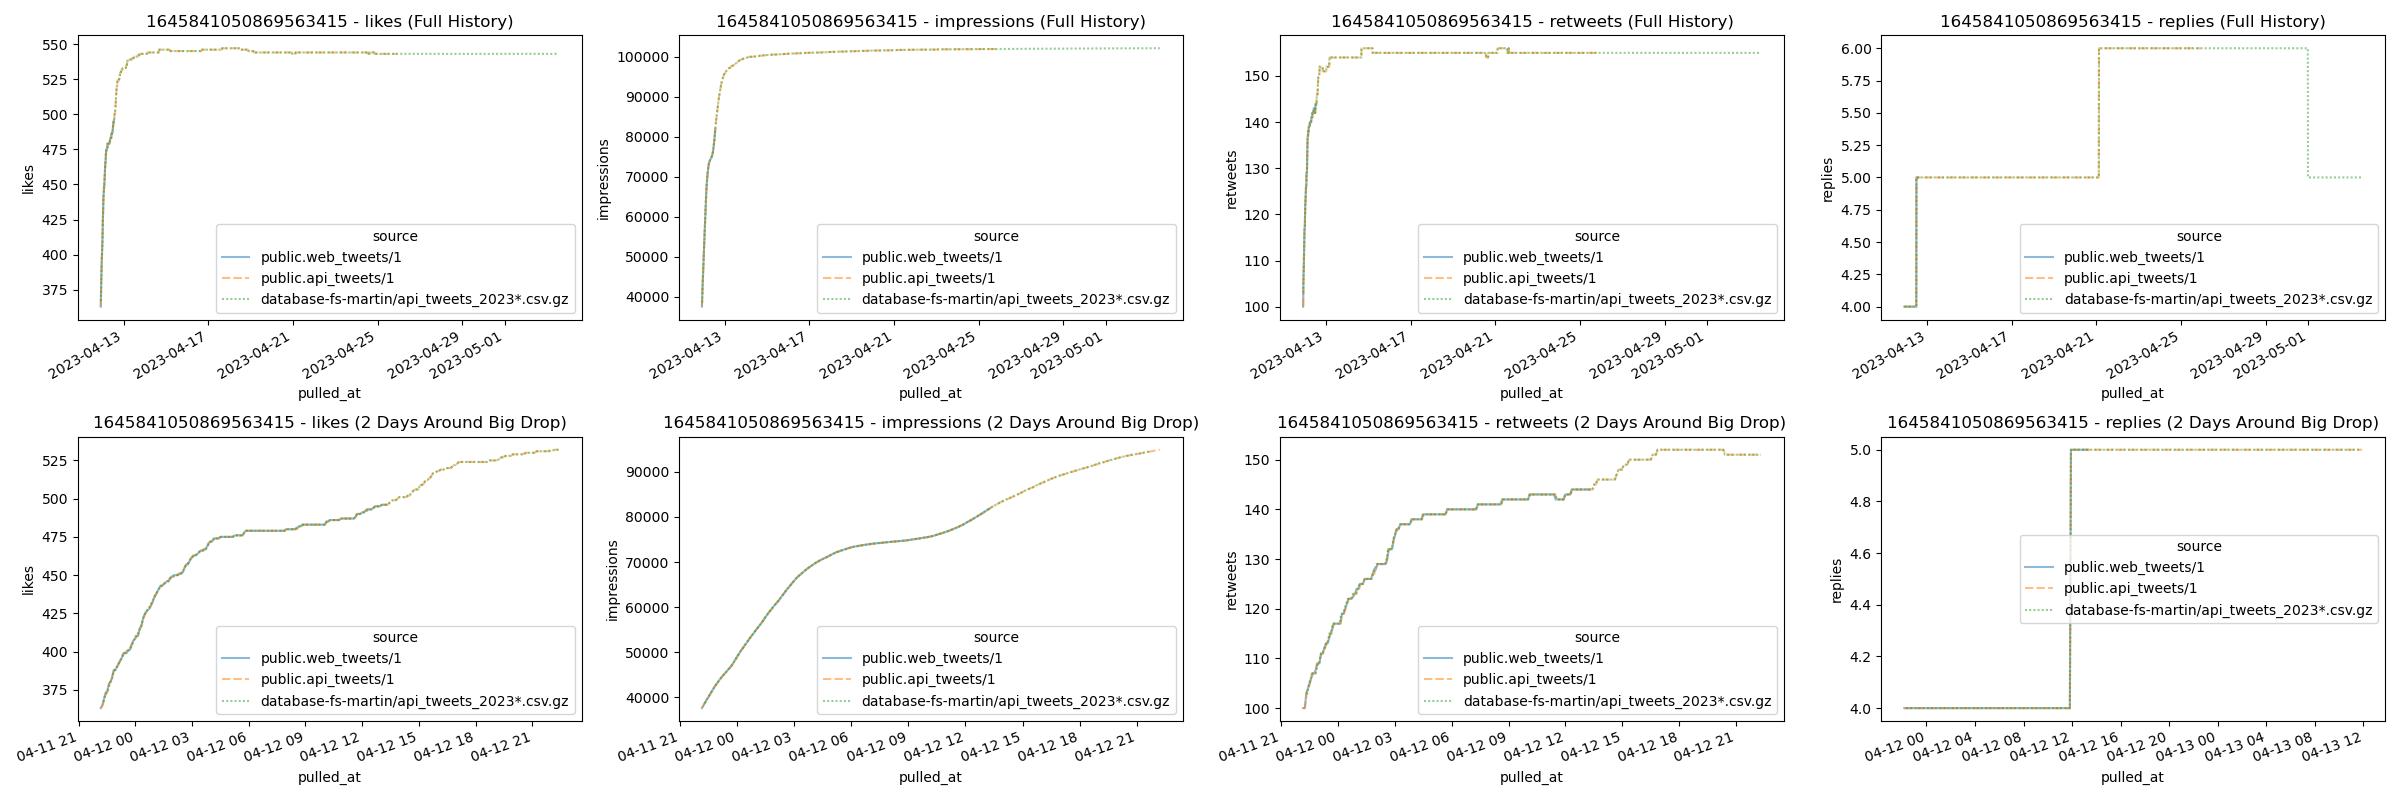 1645841050869563415 - likes (Full History)
550
525
500
475
450
425
400
375
likes
source
public.web_tweets/1
public.api_tweets/1
database-fs-martin/api_tweets_2023*.csv.gz
2023-04-13
2023-04-17
2023-04-21
2023-04-25
2023-04-29
2023-05-01
pulled_at
1645841050869563415 - impressions (Full History)
100000
90000
80000
70000
60000
50000
40000
impressions
source
public.web_tweets/1
public.api_tweets/1
database-fs-martin/api_tweets_2023*.csv.gz
2023-04-13
2023-04-17
2023-04-21
2023-04-25
2023-04-29
2023-05-01
pulled_at
1645841050869563415 - retweets (Full History)
150
140
130
120
110
100
retweets
source
public.web_tweets/1
public.api_tweets/1
database-fs-martin/api_tweets_2023*.csv.gz
2023-04-13
2023-04-17
2023-04-21
2023-04-25
2023-04-29
2023-05-01
pulled_at
1645841050869563415 - replies (Full History)
6.00
5.75
5.50
5.25
5.00
4.75
4.50
4.25
4.00
replies
source
public.web_tweets/1
public.api_tweets/1
database-fs-martin/api_tweets_2023*.csv.gz
2023-04-13
2023-04-17
2023-04-21
2023-04-25
2023-04-29
2023-05-01
pulled_at
1645841050869563415 - likes (2 Days Around Big Drop)
525
500
475
450
425
400
375
likes
source
public.web_tweets/1
public.api_tweets/1
database-fs-martin/api_tweets_2023*.csv.gz
04-11 21
04-12 00
04-12 03
04-12 06
04-12 09
04-12 12
04-12 15
04-12 18
04-12 21
pulled_at
1645841050869563415 - impressions (2 Days Around Big Drop)
90000
80000
70000
60000
50000
40000
impressions
source
public.web_tweets/1
public.api_tweets/1
database-fs-martin/api_tweets_2023*.csv.gz
04-11 21
04-12 00
04-12 03
04-12 06
04-12 09
04-12 12
04-12 15
04-12 18
04-12 21
pulled_at
1645841050869563415 - retweets (2 Days Around Big Drop)
150
140
130
120
110
100
retweets
source
public.web_tweets/1
public.api_tweets/1
database-fs-martin/api_tweets_2023*.csv.gz
04-11 21
04-12 00
04-12 03
04-12 06
04-12 09
04-12 12
04-12 15
04-12 18
04-12 21
pulled_at
1645841050869563415 - replies (2 Days Around Big Drop)
5.0
4.8
4.6
4.4
4.2
4.0
replies
source
public.web_tweets/1
public.api_tweets/1
database-fs-martin/api_tweets_2023*.csv.gz
04-12 00
04-12 04
04-12 08
04-12 12
04-12 16
04-12 20
04-13 00
04-13 04
04-13 08
04-13 12
pulled_at